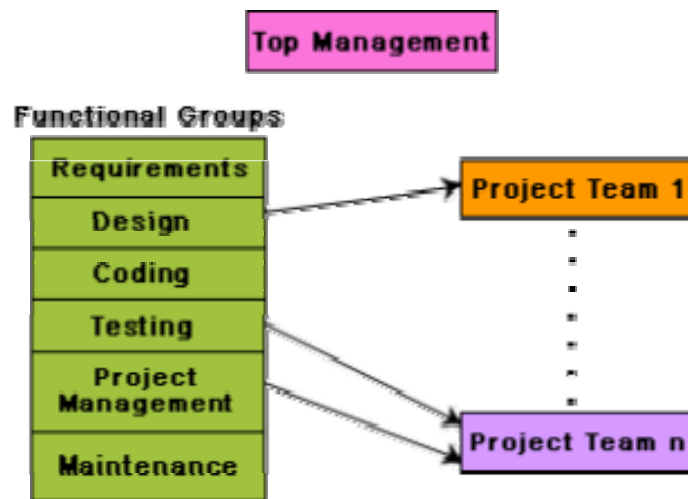 Top Management
Functional Groups
Requirements
Design
Coding
Testing
Project
Management
Maintenance
Project Team 1
Project Team n